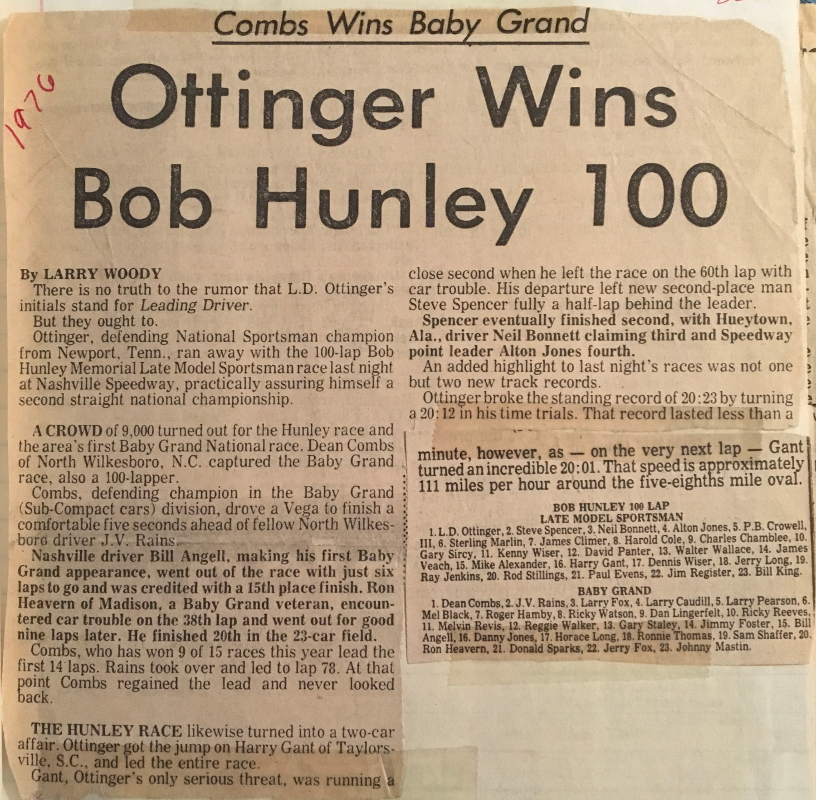 Combs Wins Baby Grand
1976
Ottinger Wins
Bob Hunley 100
By LARRY WOODY
There is no truth to the rumor that L.D. Ottinger's
initials stand for Leading Driver.
But they ought to.
Ottinger, defending National Sportsman champion
from Newport, Tenn., ran away with the 100-lap Bob
Hunley Memorial Late Model Sportsman race last night
at Nashville Speedway, practically assuring himself a
second straight national championship.
A CROWD of 9,000 turned out for the Hunley race and
the area's first Baby Grand National race. Dean Combs
of North Wilkesboro, N.C. captured the Baby Grand
race, also a 100-lapper.
Combs, defending champion in the Baby Grand
(Sub-Compact cars) division, drove a Vega to finish a
comfortable five seconds ahead of fellow North Wilkes-
boro driver J.V. Rains.
Nashville driver Bill Angell, making his first Baby
Grand appearance, went out of the race with just six
laps to go and was credited with a 15th place finish. Ron
Heavern of Madison, a Baby Grand veteran, encoun-
tered car trouble on the 38th lap and went out for good
nine laps later. He finished 20th in the 23-car field.
Combs, who has won 9 of 15 races this year lead the
first 14 laps. Rains took over and led to lap 78. At that
point Combs regained the lead and never looked
back.
THE HUNLEY RACE likewise turned into a two-car
affair. Ottinger got the jump on Harry Gant of Taylors-
ville, S.C., and led the entire race.
Gant, Ottinger's only serious threat, was running a
close second when he left the race on the 60th lap with
car trouble. His departure left new second-place man
Steve Spencer fully a half-lap behind the leader.
Spencer eventually finished second, with Hueytown,
Ala., driver Neil Bonnett claiming third and Speedway
point leader Alton Jones fourth.
An added highlight to last night's races was not one
but two new track records.
Ottinger broke the standing record of 20:23 by turning
a 20:12 in his time trials. That record lasted less than a
minute, however, as — on the very next lap — Gant
turned an incredible 20:01. That speed is approximately
111 miles per hour around the five-eighths mile oval.
BOB HUNLEY 100 LAP
LATE MODEL SPORTSMAN
1. L.D. Ottinger, 2. Steve Spencer, 3. Neil Bonnett, 4. Alton Jones, 5. P.B. Crowell,
III, 6. Sterling Marlin, 7. James Climer, 8. Harold Cole, 9. Charles Chamblee, 10.
Gary Sircy, 11. Kenny Wiser, 12. David Panter, 13. Walter Wallace, 14. James
Veach, 15. Mike Alexander, 16. Harry Gant, 17. Dennis Wiser, 18. Jerry Long, 19.
Ray Jenkins, 20. Rod Stillings, 21. Paul Evens, 22. Jim Register, 23. Bill King.
BABY GRAND
1. Dean Combs, 2. J.V. Rains, 3. Larry Fox, 4. Larry Caudill, 5. Larry Pearson, 6.
Mel Black, 7. Roger Hamby, 8. Ricky Watson, 9. Dan Lingerfelt, 10. Ricky Reeves,
11. Melvin Revis, 12. Reggie Walker, 13. Gary Staley, 14. Jimmy Foster, 15. Bill
Angell, 16. Danny Jones, 17. Horace Long, 18. Ronnie Thomas, 19. Sam Shaffer, 20.
Ron Heavern, 21. Donald Sparks, 22. Jerry Fox, 23. Johnny Mastin.